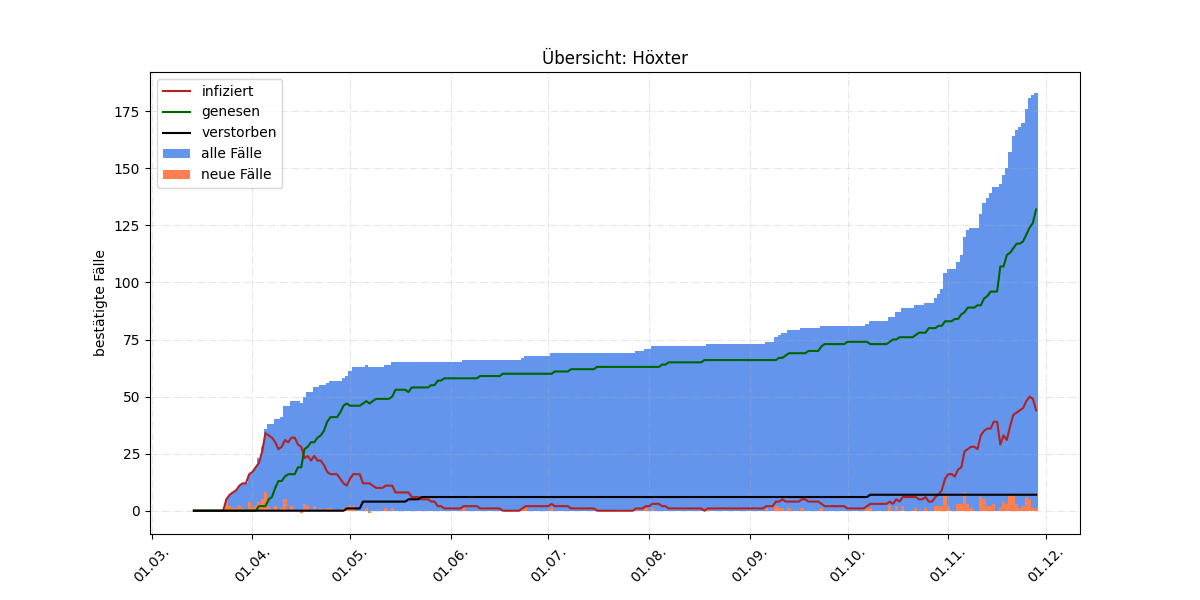 Übersicht: Höxter
infiziert
genesen
verstorben
alle Fälle
neue Fälle
bestätigte Fälle
175
150
125
100
75
50
25
0
01.03.
01.04.
01.05.
01.06.
01.07.
01.08.
01.09.
01.10.
01.11.
01.12.